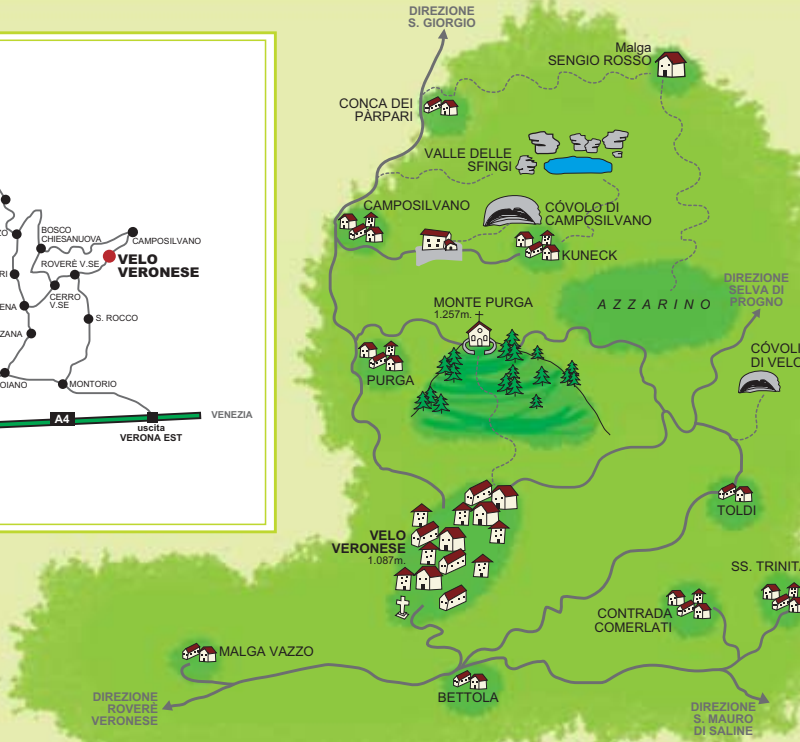 DIREZIONE
S. GIORGIO
Malga
SENGIO ROSSO
CONCA DEI
PÀRPARI
VALLE DELLE
SFINGI
CAMPOSILVANO
CÓVOLO DI
CAMPOSILVANO
KUNECK
MONTE PURGA
1.257m.
AZZARINO
DIREZIONE
SELVA DI
PROGNO
CÓVOLI
DI VELO
PURGA
TOLDI
VELO
VERONESE
1.087m.
SS. TRINITÀ
CONTRADA
COMERLATI
MALGA VAZZO
BETTOLA
DIREZIONE
ROVERÈ
VERONESE
DIREZIONE
S. MAURO
DI SALINE
BOSCO
CHIESANUOVA
CAMPOSILVANO
ROVERÈ V.SE
VELO
VERONESE
CERRO
V.SE
S. ROCCO
MONTORIO
A4
VENEZIA
uscita
VERONA EST